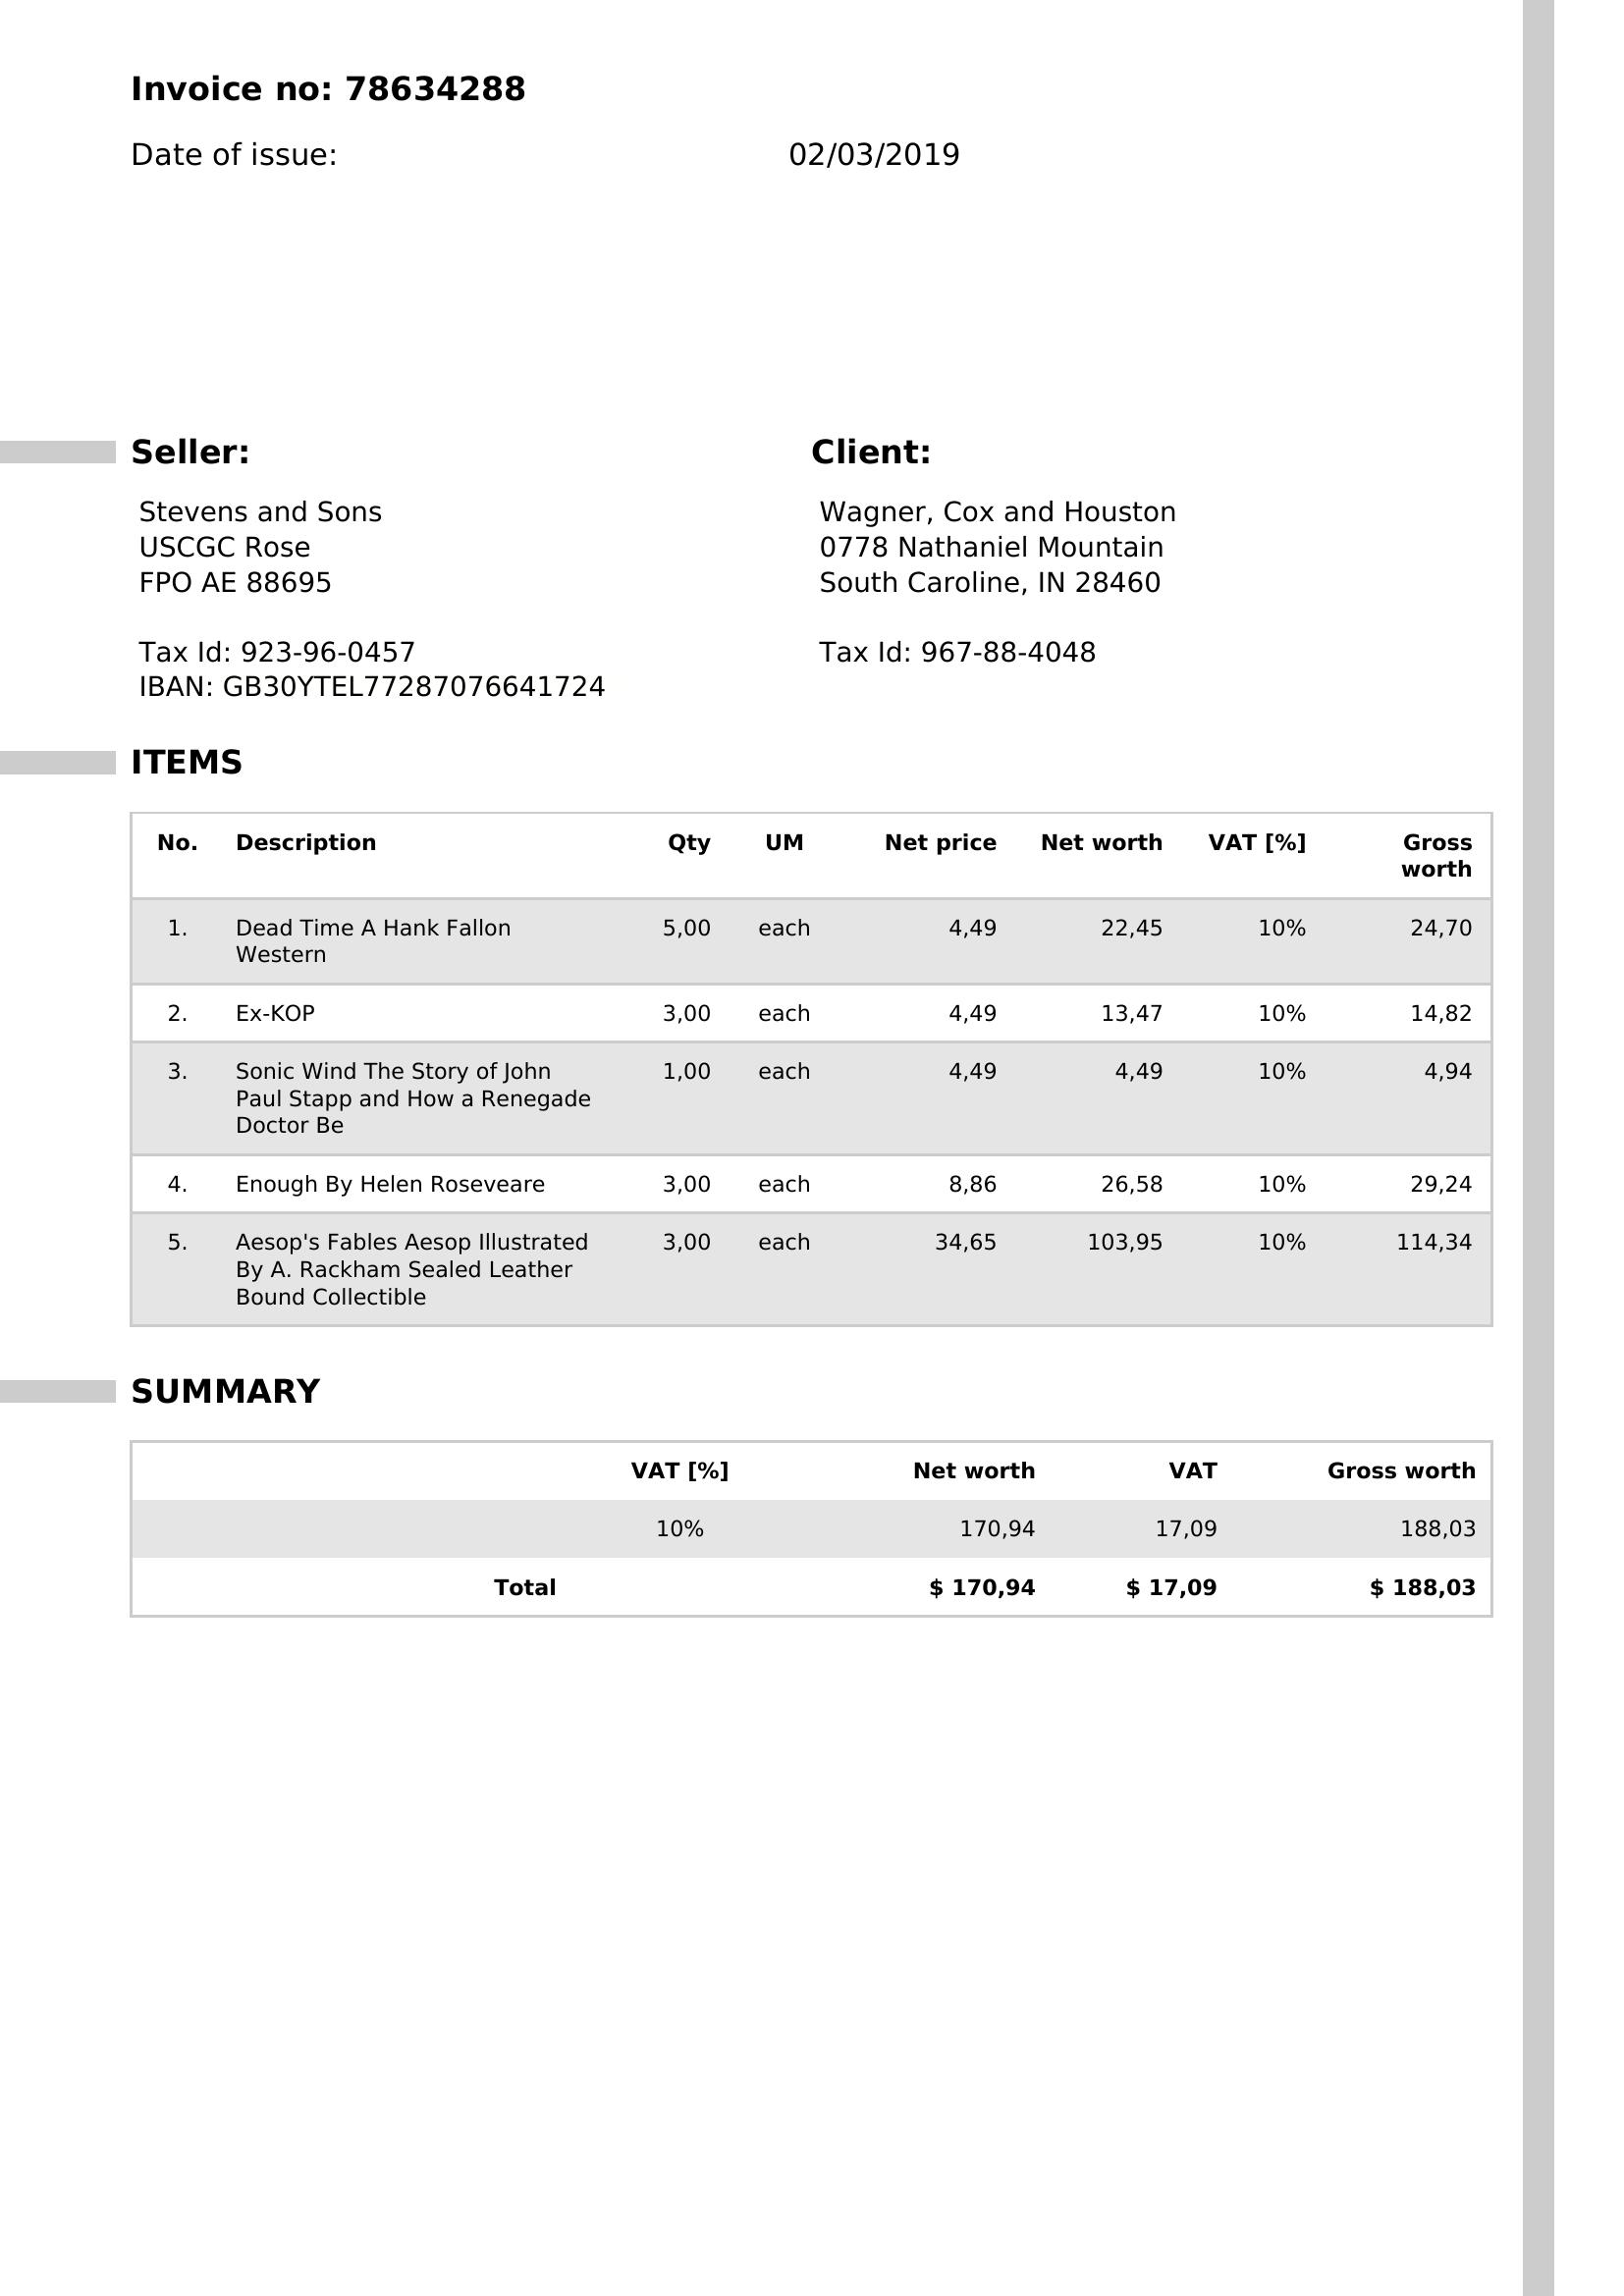 Invoice no: 78634288
Date of issue: 02/03/2019
Seller:
Stevens and Sons
USCGC Rose
FPO AE 88695
Tax Id: 923-96-0457
IBAN: GB30YTEL77287076641724
Client:
Wagner, Cox and Houston
0778 Nathaniel Mountain
South Caroline, IN 28460
Tax Id: 967-88-4048
ITEMS
No. Description Qty UM Net price Net worth VAT [%] Gross
worth
1. Dead Time A Hank Fallon 5,00 each 4,49 22,45 10% 24,70
Western
2. Ex-KOP 3,00 each 4,49 13,47 10% 14,82
3. Sonic Wind The Story of John 1,00 each 4,49 4,49 10% 4,94
Paul Stapp and How a Renegade
Doctor Be
4. Enough By Helen Roseveare 3,00 each 8,86 26,58 10% 29,24
5. Aesop's Fables Aesop Illustrated 3,00 each 34,65 103,95 10% 114,34
By A. Rackham Sealed Leather
Bound Collectible
SUMMARY
VAT [%] Net worth VAT Gross worth
10% 170,94 17,09 188,03
Total $ 170,94 $ 17,09 $ 188,03